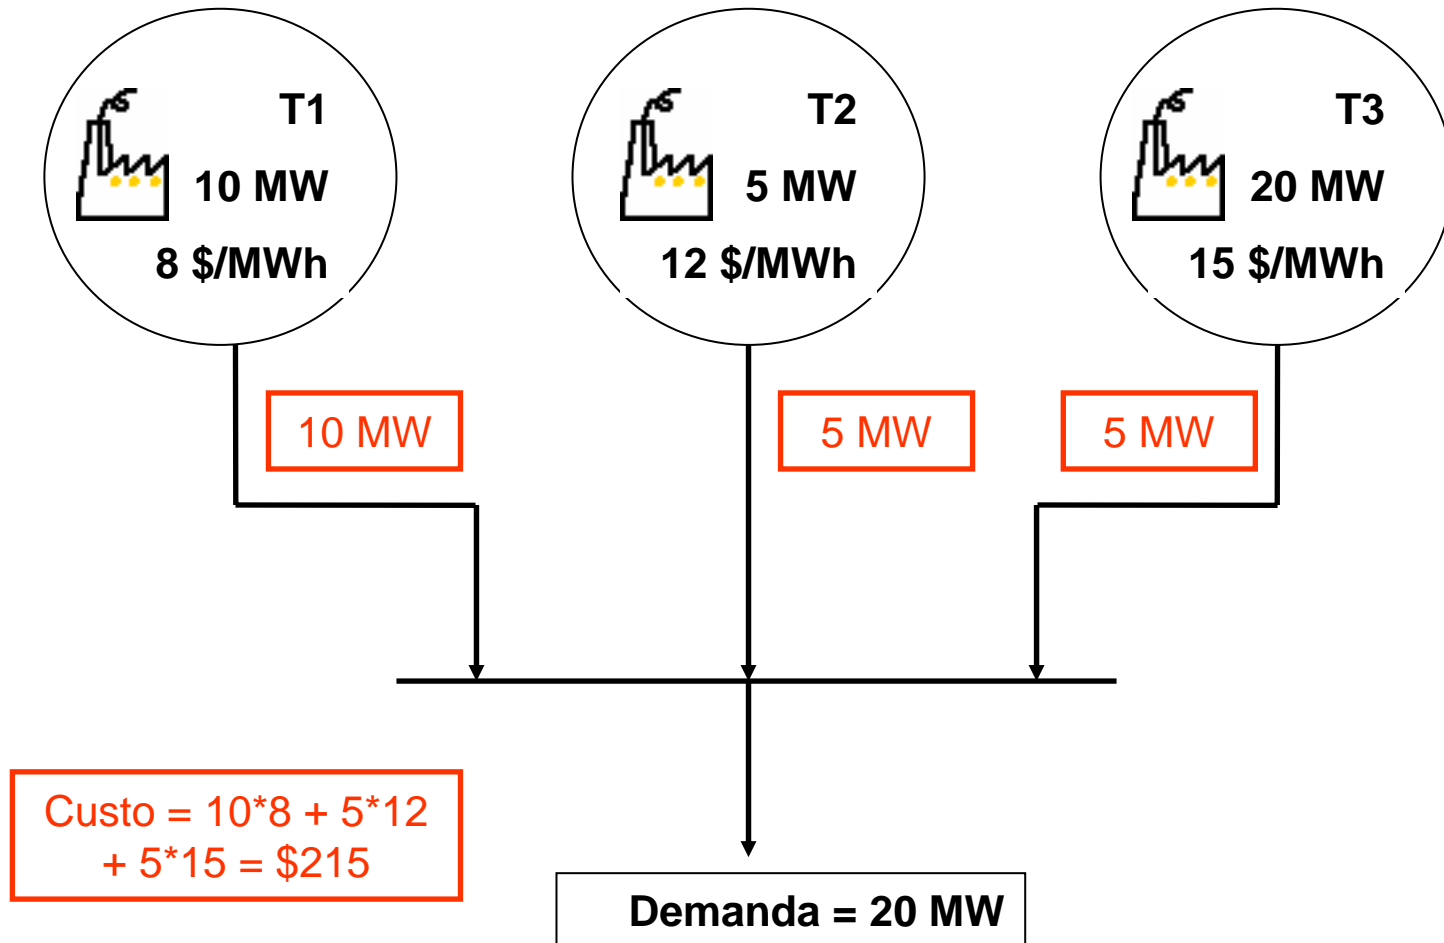 T1
10 MW
8 $/MWh
T2
5 MW
12 $/MWh
T3
20 MW
15 $/MWh
10 MW
5 MW
5 MW
Custo = 10*8 + 5*12
+ 5*15 = $215
Demanda = 20 MW